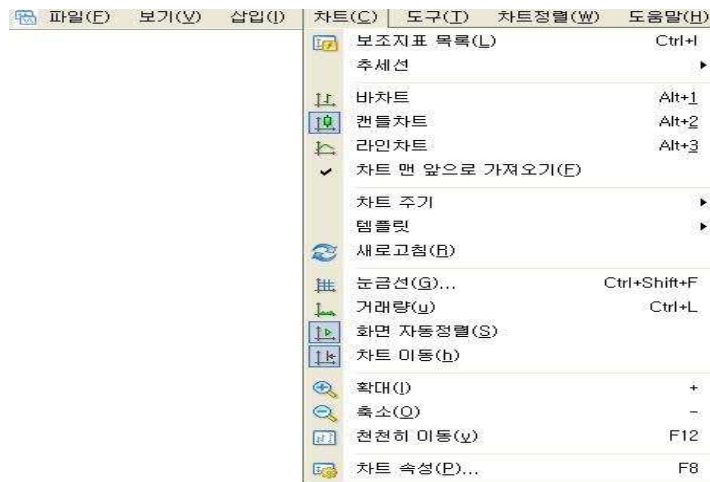 파일(F) 보기(V) 삽입(I) 차트(C) 도구(T) 차트정렬(W) 도움말(H)
보조지표 목록(L) Ctrl+I
추세선
바차트 Alt+1
캔들차트 Alt+2
라인차트 Alt+3
차트 맨 앞으로 가져오기(F)
차트 주기
템플릿
새로고침(R)
눈금선(G)... Ctrl+Shift+F
거래량(u) Ctrl+L
화면 자동정렬(S)
차트 이동(h)
확대(I) +
축소(O) -
천천히 이동(y) F12
차트 속성(P)... F8